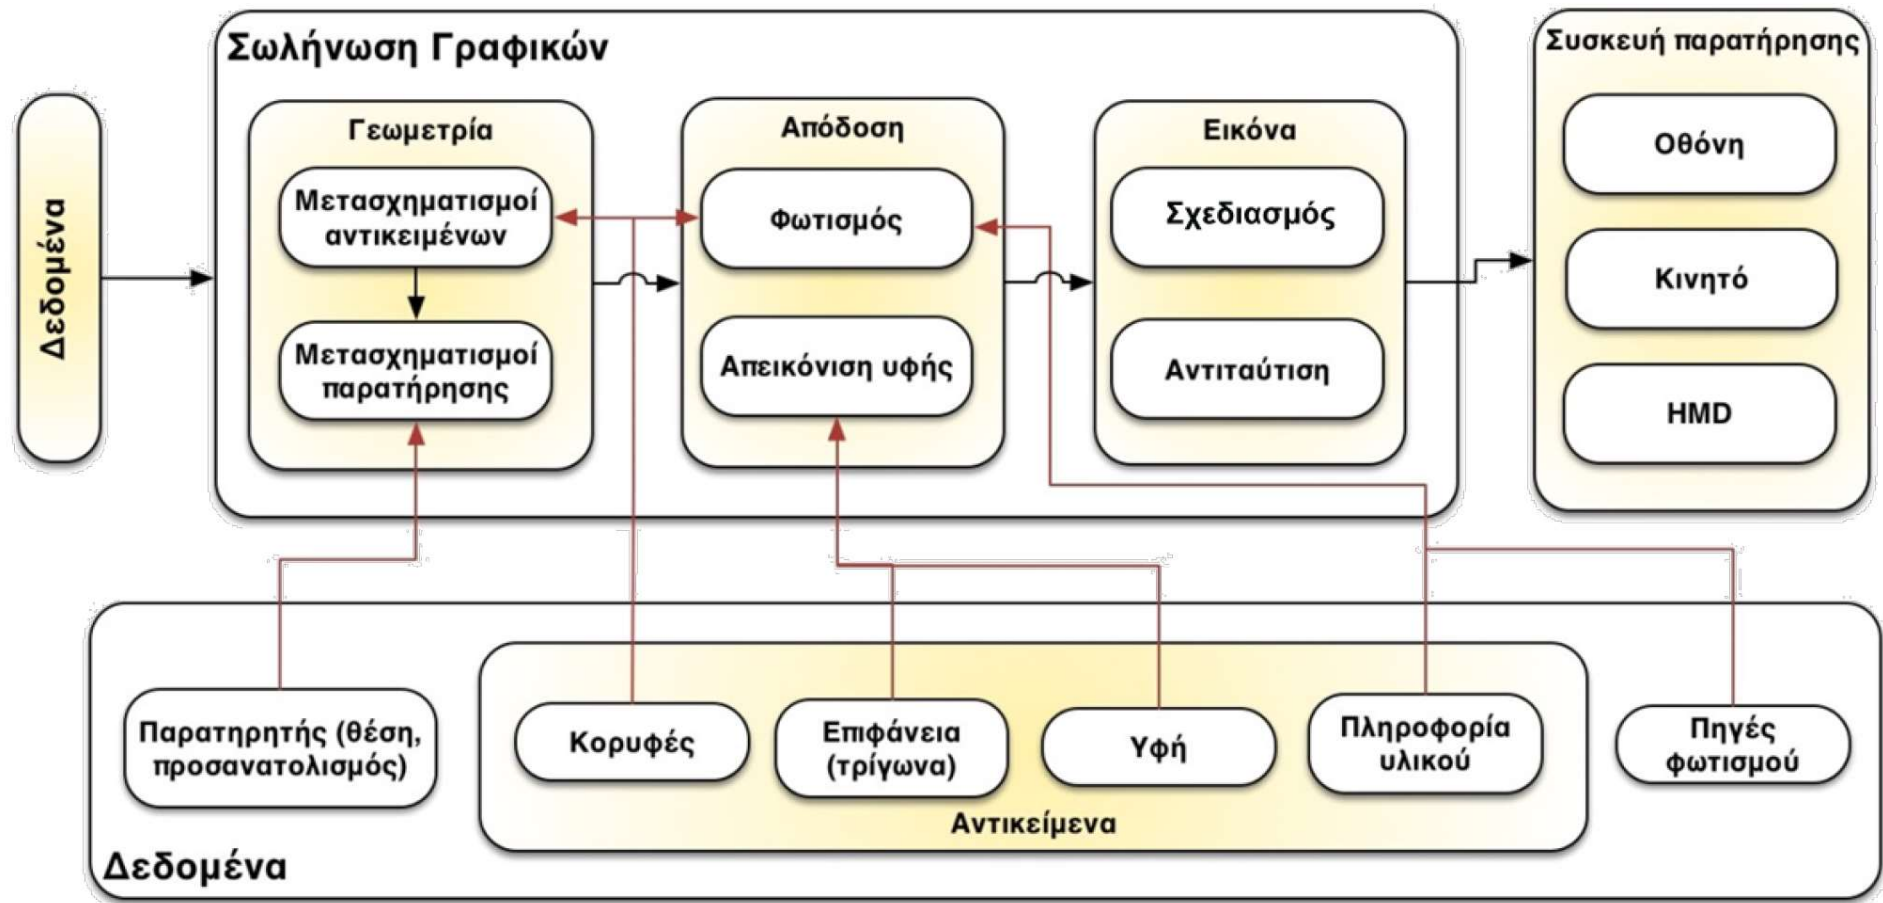 Σωλήνωση Γραφικών
Συσκευή παρατήρησης
Δεδομένα
Γεωμετρία
Μετασχηματισμοί
αντικειμένων
Μετασχηματισμοί
παρατήρησης
Απόδοση
Φωτισμός
Απεικόνιση υφής
Εικόνα
Σχεδιασμός
Αντιταύτιση
Οθόνη
Κινητό
HMD
Παρατηρητής (θέση,
προσανατολισμός)
Κορυφές
Επιφάνεια
(τρίγωνα)
Υφή
Πληροφορία
υλικού
Πηγές
φωτισμού
Αντικείμενα
Δεδομένα